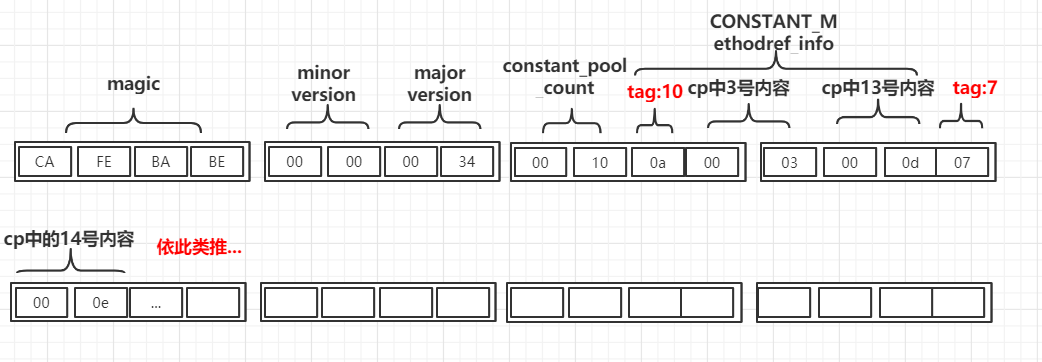 CONSTANT_M
ethodref_info
magic
minor
version
major
version
constant_pool
_count
tag:10
cp中3号内容
cp中13号内容
tag:7
CA FE BA BE 00 00 00 34 00 10 0a 00 03 00 0d 07
cp中的14号内容
依此类推...
00 0e ...